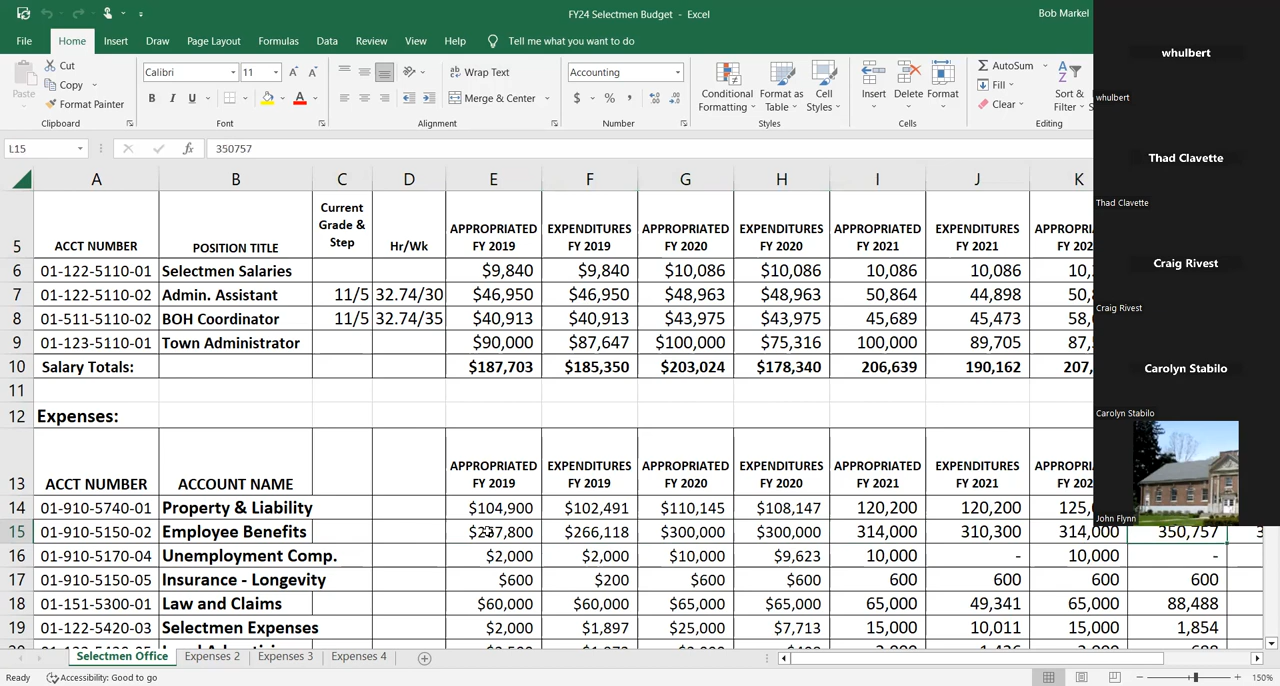 FY24 Selectmen Budget - Excel
Bob Markel
File Home Insert Draw Page Layout Formulas Data Review View Help Tell me what you want to do
Paste
Cut
Copy
Format Painter
Clipboard
Calibri 11
B I U
Font
Wrap Text
Merge & Center
Alignment
Accounting
$ % ,
Number
Conditional Formatting
Format as Table
Cell Styles
Styles
Insert Delete Format
Cells
AutoSum
Fill
Clear
Sort & Filter
Editing
L15 fx 350757
A B C D E F G H I J K
5 ACCT NUMBER POSITION TITLE Current Grade & Step Hr/Wk APPROPRIATED FY 2019 EXPENDITURES FY 2019 APPROPRIATED FY 2020 EXPENDITURES FY 2020 APPROPRIATED FY 2021 EXPENDITURES FY 2021
6 01-122-5110-01 Selectmen Salaries $9,840 $9,840 $10,086 $10,086 10,086 10,086
7 01-122-5110-02 Admin. Assistant 11/5 32.74/30 $46,950 $46,950 $48,963 $48,963 50,864 44,898
8 01-511-5110-02 BOH Coordinator 11/5 32.74/35 $40,913 $40,913 $43,975 $43,975 45,689 45,473
9 01-123-5110-01 Town Administrator $90,000 $87,647 $100,000 $75,316 100,000 89,705
10 Salary Totals: $187,703 $185,350 $203,024 $178,340 206,639 190,162
11
12 Expenses:
13 ACCT NUMBER ACCOUNT NAME APPROPRIATED FY 2019 EXPENDITURES FY 2019 APPROPRIATED FY 2020 EXPENDITURES FY 2020 APPROPRIATED FY 2021 EXPENDITURES FY 2021
14 01-910-5740-01 Property & Liability $104,900 $102,491 $110,145 $108,147 120,200 120,200
15 01-910-5150-02 Employee Benefits $266,118 $300,000 $300,000 314,000 310,300 314,000 350,757
16 01-910-5170-04 Unemployment Comp. $2,000 $2,000 $10,000 $9,623 10,000 - 10,000 -
17 01-910-5150-05 Insurance - Longevity $600 $200 $600 $600 600 600 600 600
18 01-151-5300-01 Law and Claims $60,000 $60,000 $65,000 $65,000 65,000 49,341 65,000 88,488
19 01-122-5420-03 Selectmen Expenses $2,000 $1,897 $25,000 $7,713 15,000 10,011 15,000 1,854
Selectmen Office Expenses 2 Expenses 3 Expenses 4
Ready Accessibility: Good to go 150%
whulbert
whulbert
Thad Clavette
Thad Clavette
Craig Rivest
Craig Rivest
Carolyn Stabilo
Carolyn Stabilo
John Flynn